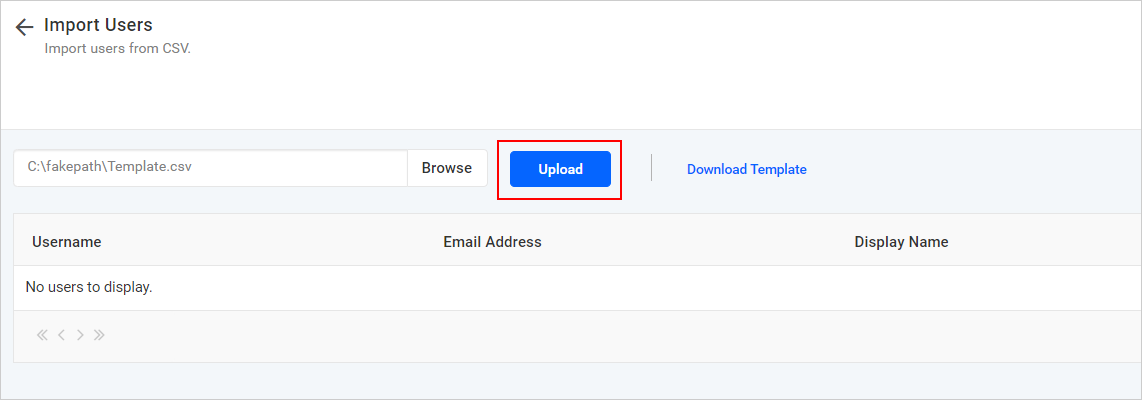 Import Users
Import users from CSV.
C:\fakepath\Template.csv Browse Upload Download Template
Username Email Address Display Name
No users to display.